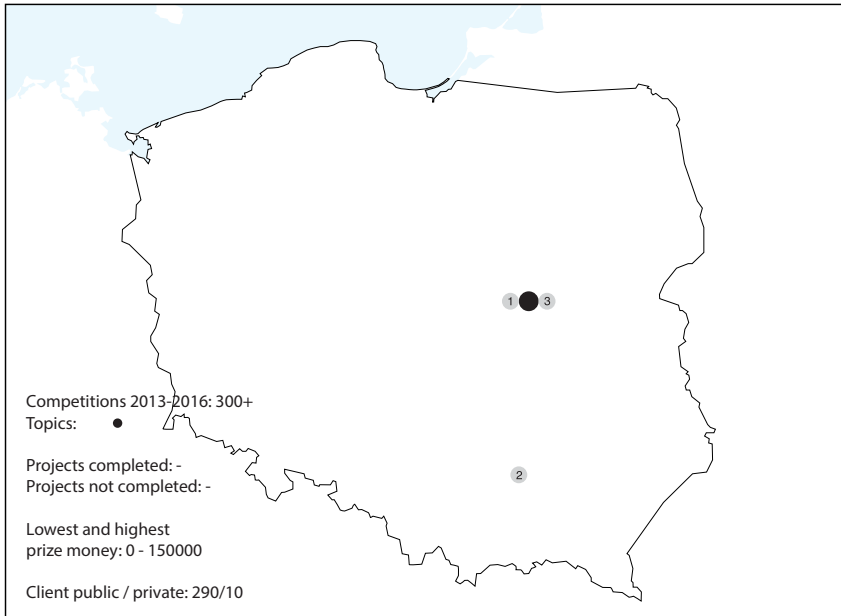 1 3
Competitions 2013-2016: 300+
Topics:
Projects completed: -
2
Projects not completed: -
Lowest and highest
prize money: 0 - 150000
Client public / private: 290/10